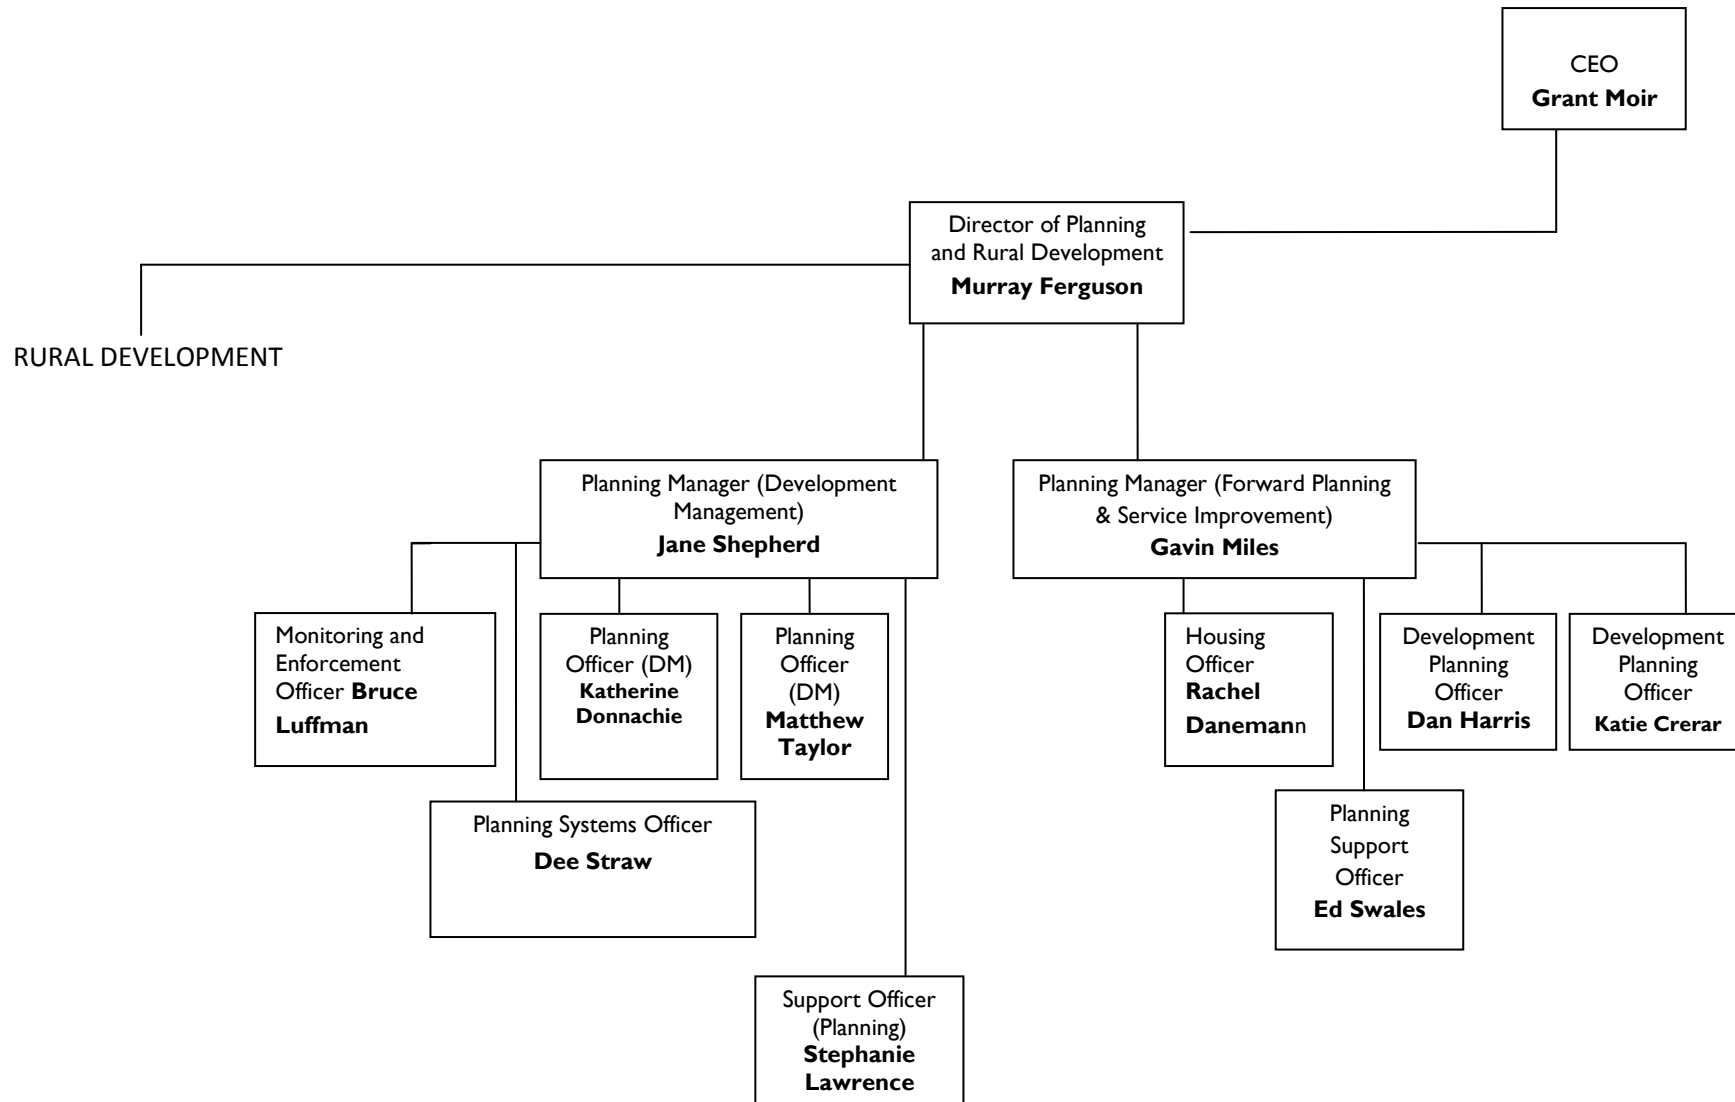 CEO
Grant Moir
Director of Planning
and Rural Development
Murray Ferguson
RURAL DEVELOPMENT
Planning Manager (Development
Management)
Jane Shepherd
Planning Manager (Forward Planning
& Service Improvement)
Gavin Miles
Monitoring and
Enforcement
Officer Bruce
Luffman
Planning
Officer (DM)
Katherine
Donnachie
Planning
Officer
(DM)
Matthew
Taylor
Housing
Officer
Rachel
Danemann
Development
Planning
Officer
Dan Harris
Development
Planning
Officer
Katie Crerar
Planning Systems Officer
Dee Straw
Planning
Support
Officer
Ed Swales
Support Officer
(Planning)
Stephanie
Lawrence